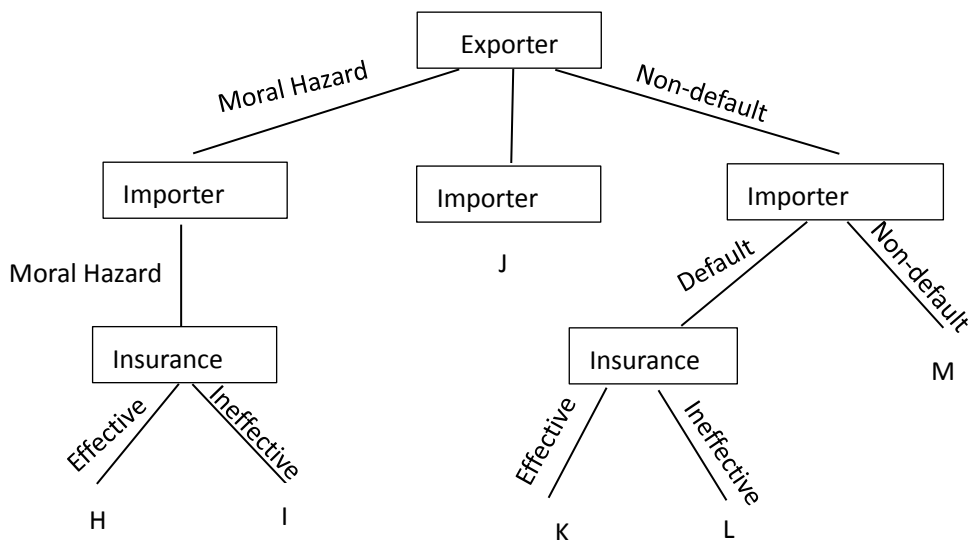 Exporter
Moral Hazard
Non-default
Importer
Importer
Importer
Moral Hazard
J
Default
Non-default
Insurance
Insurance
M
Effective
Ineffective
Effective
Ineffective
H
I
K
L